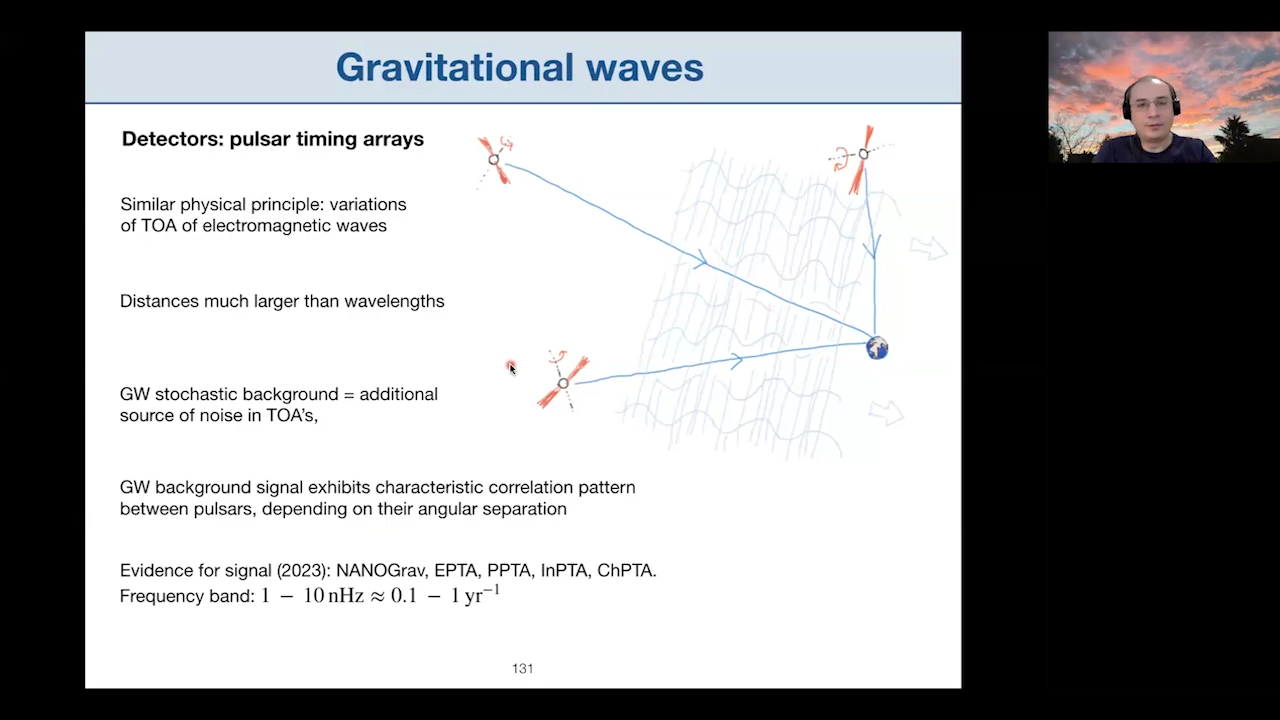 Gravitational waves
Detectors: pulsar timing arrays
Similar physical principle: variations
of TOA of electromagnetic waves
Distances much larger than wavelengths
GW stochastic background = additional
source of noise in TOA’s,
GW background signal exhibits characteristic correlation pattern
between pulsars, depending on their angular separation
Evidence for signal (2023): NANOGrav, EPTA, PPTA, InPTA, ChPTA.
Frequency band: 1 – 10 nHz ≈ 0.1 – 1 yr⁻¹
131